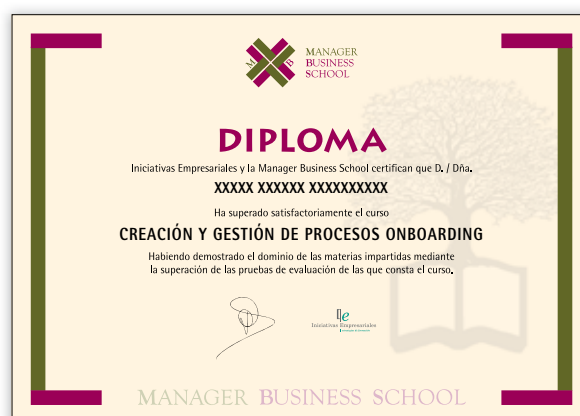 M B
MANAGER
BUSINESS
SCHOOL
DIPLOMA
Iniciativas Empresariales y la Manager Business School certifican que D. / Dña.
XXXXX XXXXXX XXXXXXXXXX
Ha superado satisfactoriamente el curso
CREACIÓN Y GESTIÓN DE PROCESOS ONBOARDING
Habiendo demostrado el dominio de las materias impartidas mediante
la superación de las pruebas de evaluación de las que consta el curso.
Iniciativas Empresariales
MANAGER BUSINESS SCHOOL